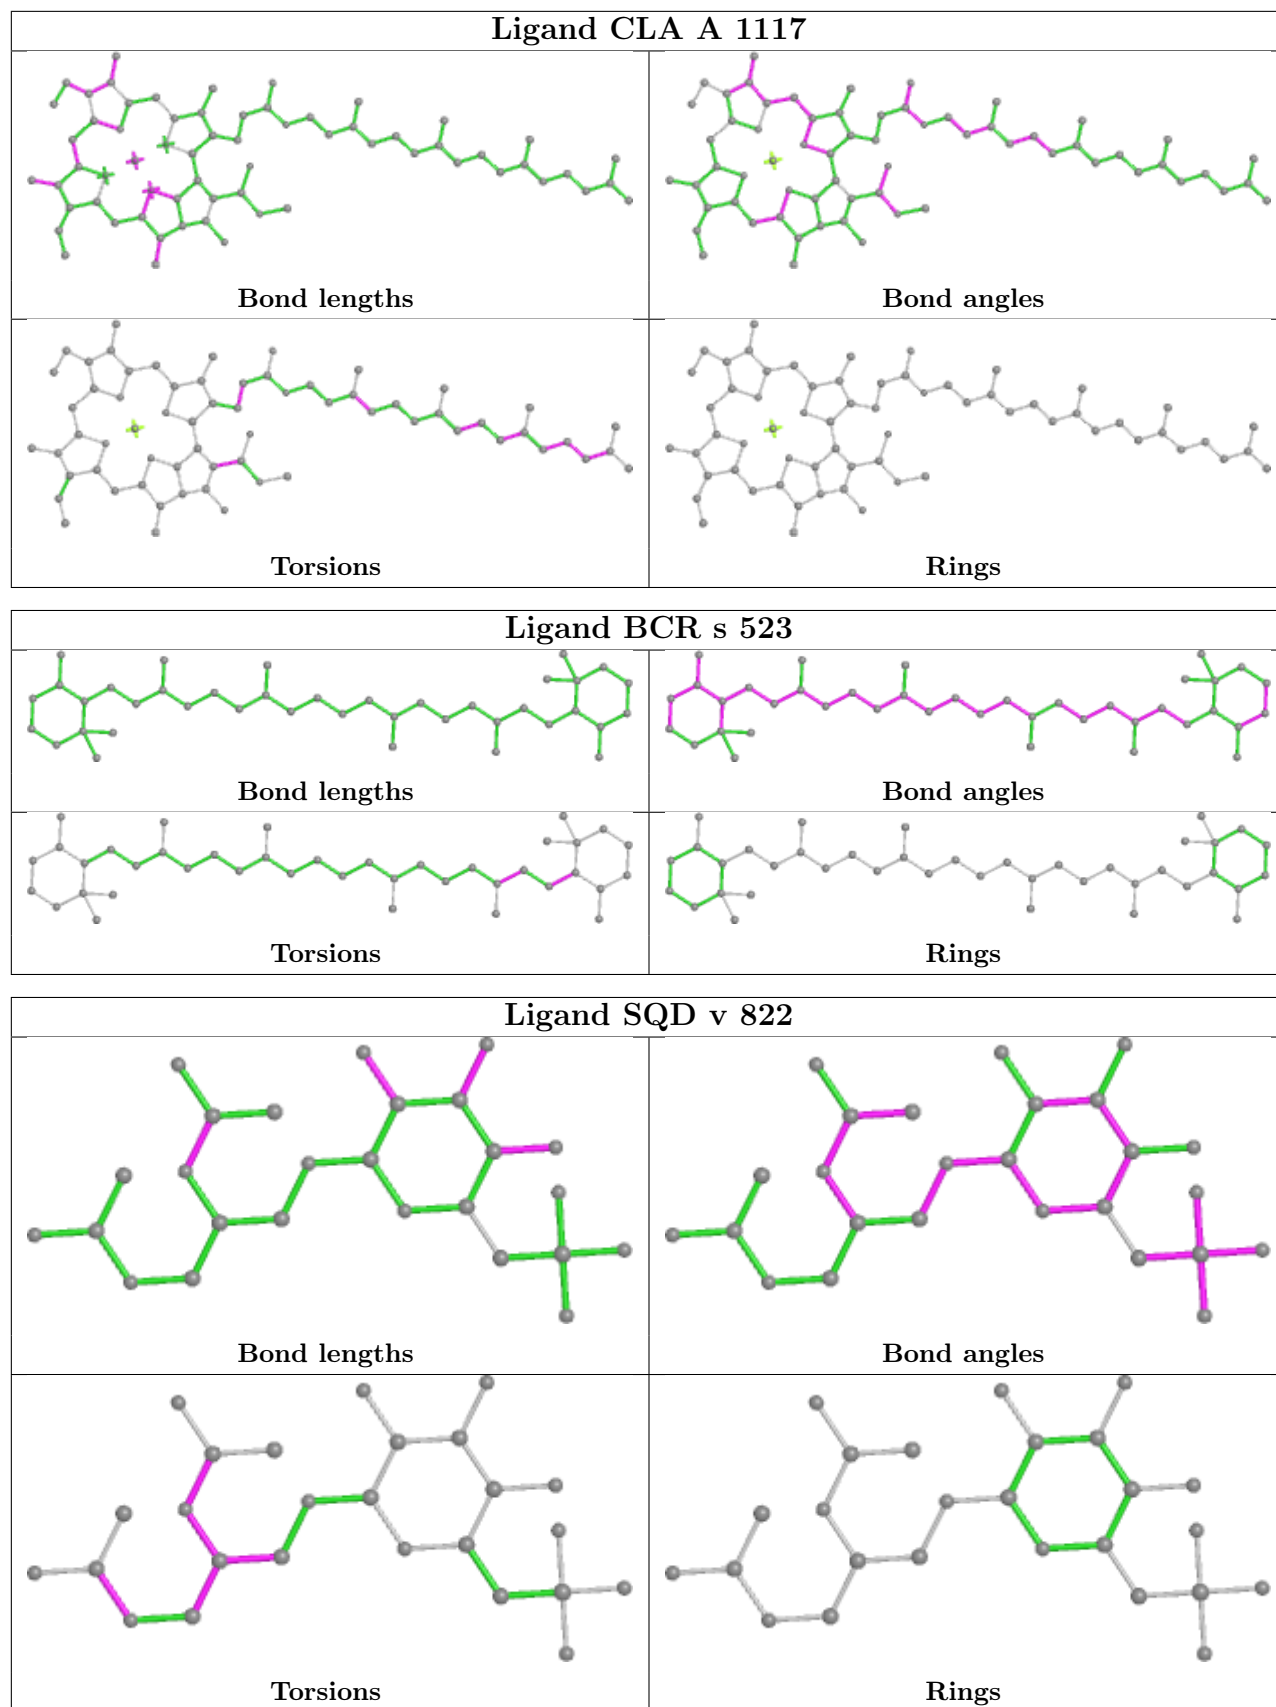 Ligand CLA A 1117
Bond lengths
Bond angles
Torsions
Rings
Ligand BCR s 523
Bond lengths
Bond angles
Torsions
Rings
Ligand SQD v 822
Bond lengths
Bond angles
Torsions
Rings